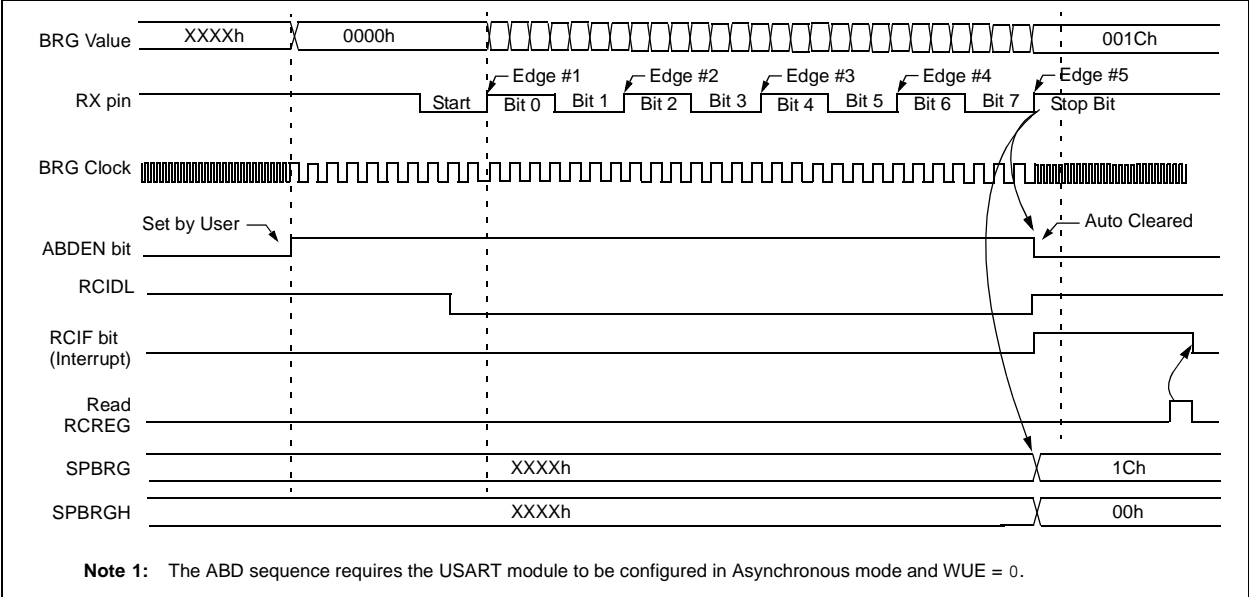 BRG Value XXXXh 0000h 001Ch
Edge #1 Edge #2 Edge #3 Edge #4 Edge #5
RX pin Start Bit 0 Bit 1 Bit 2 Bit 3 Bit 4 Bit 5 Bit 6 Bit 7 Stop Bit
BRG Clock
Set by User Auto Cleared
ABDEN bit
RCIDL
RCIF bit
(Interrupt)
Read
RCREG
SPBRG XXXXh 1Ch
SPBRGH XXXXh 00h
Note 1: The ABD sequence requires the USART module to be configured in Asynchronous mode and WUE = 0.